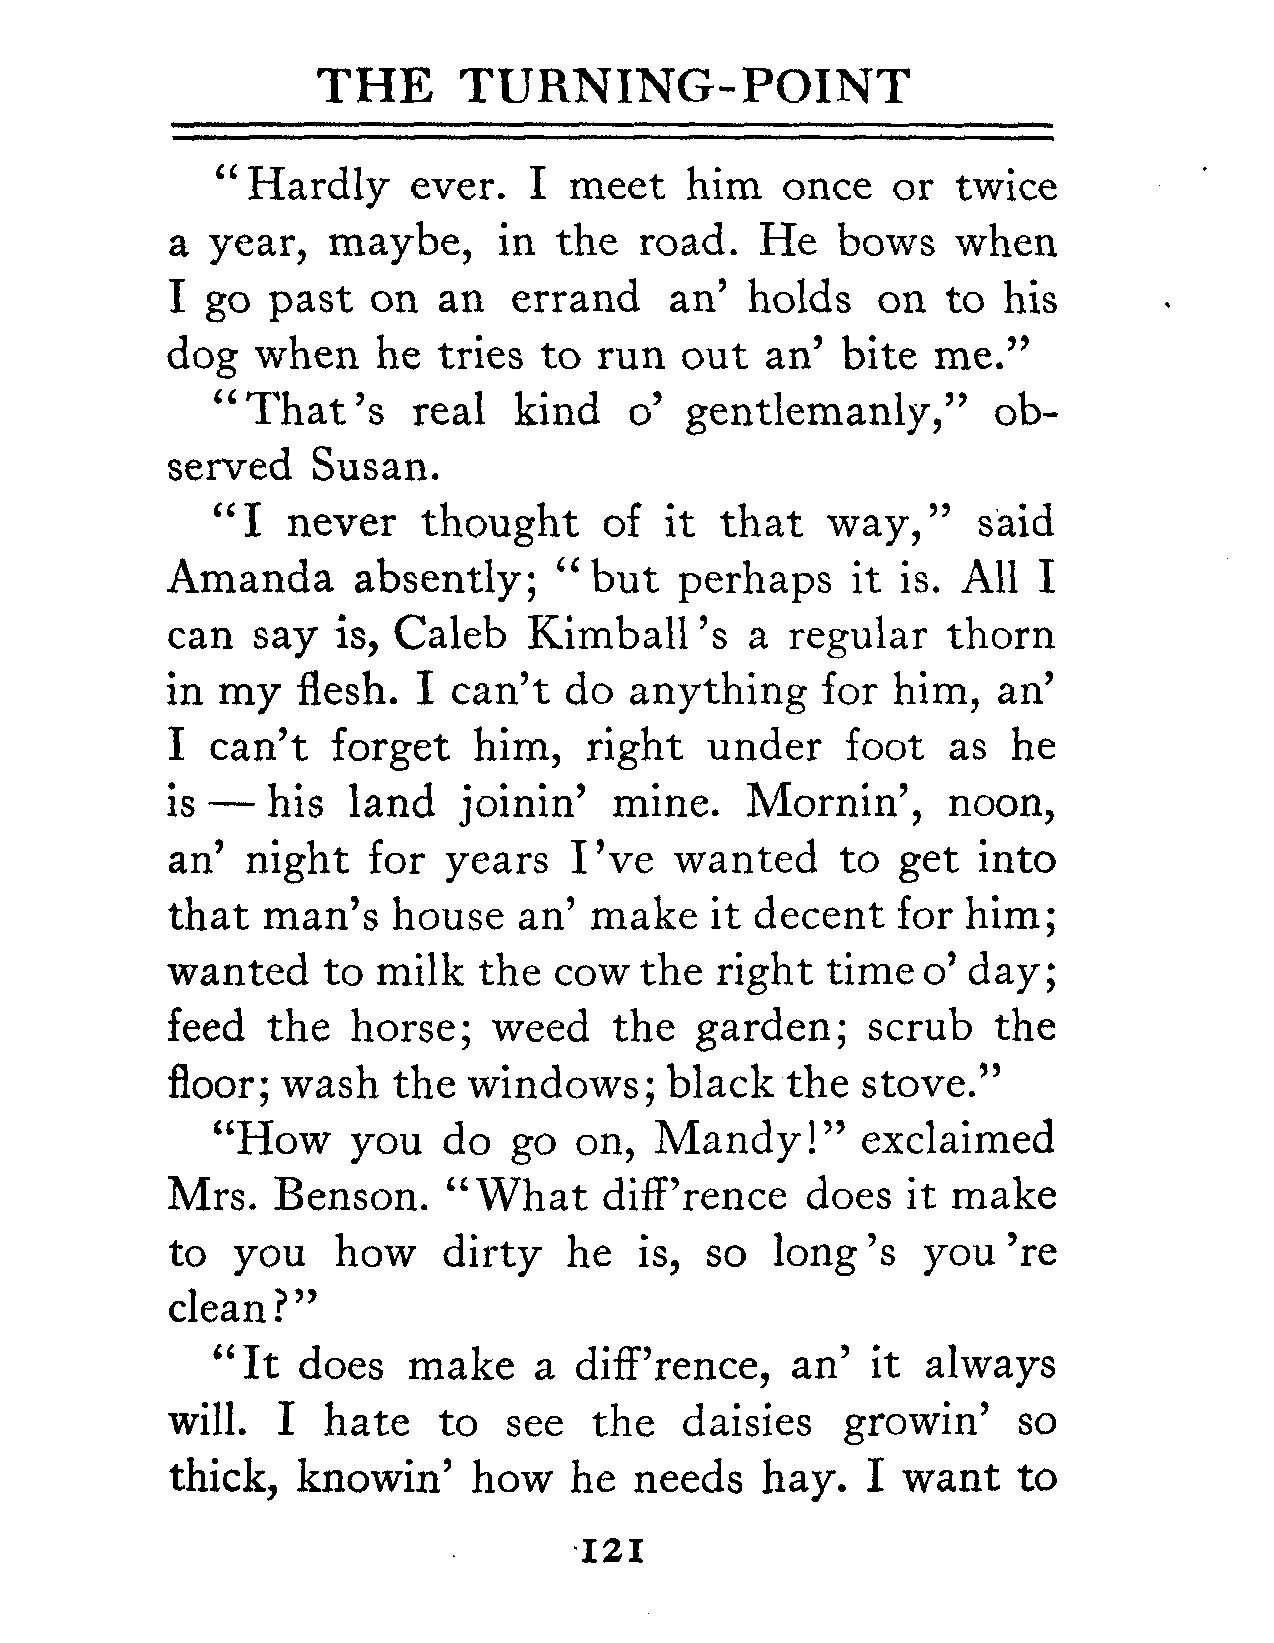 THE TURNING-POINT
“Hardly ever. I meet him once or twice
a year, maybe, in the road. He bows when
I go past on an errand an’ holds on to his
dog when he tries to run out an’ bite me.”
“That ’s real kind o’ gentlemanly,” ob-
served Susan.
“I never thought of it that way,” said
Amanda absently; “but perhaps it is. All I
can say is, Caleb Kimball ’s a regular thorn
in my flesh. I can’t do anything for him, an’
I can’t forget him, right under foot as he
is — his land joinin’ mine. Mornin’, noon,
an’ night for years I ’ve wanted to get into
that man’s house an’ make it decent for him;
wanted to milk the cow the right time o’ day;
feed the horse; weed the garden; scrub the
floor; wash the windows; black the stove.”
“How you do go on, Mandy!” exclaimed
Mrs. Benson. “What diff’rence does it make
to you how dirty he is, so long ’s you ’re
clean?”
“It does make a diff’rence, an’ it always
will. I hate to see the daisies growin’ so
thick, knowin’ how he needs hay. I want to
121